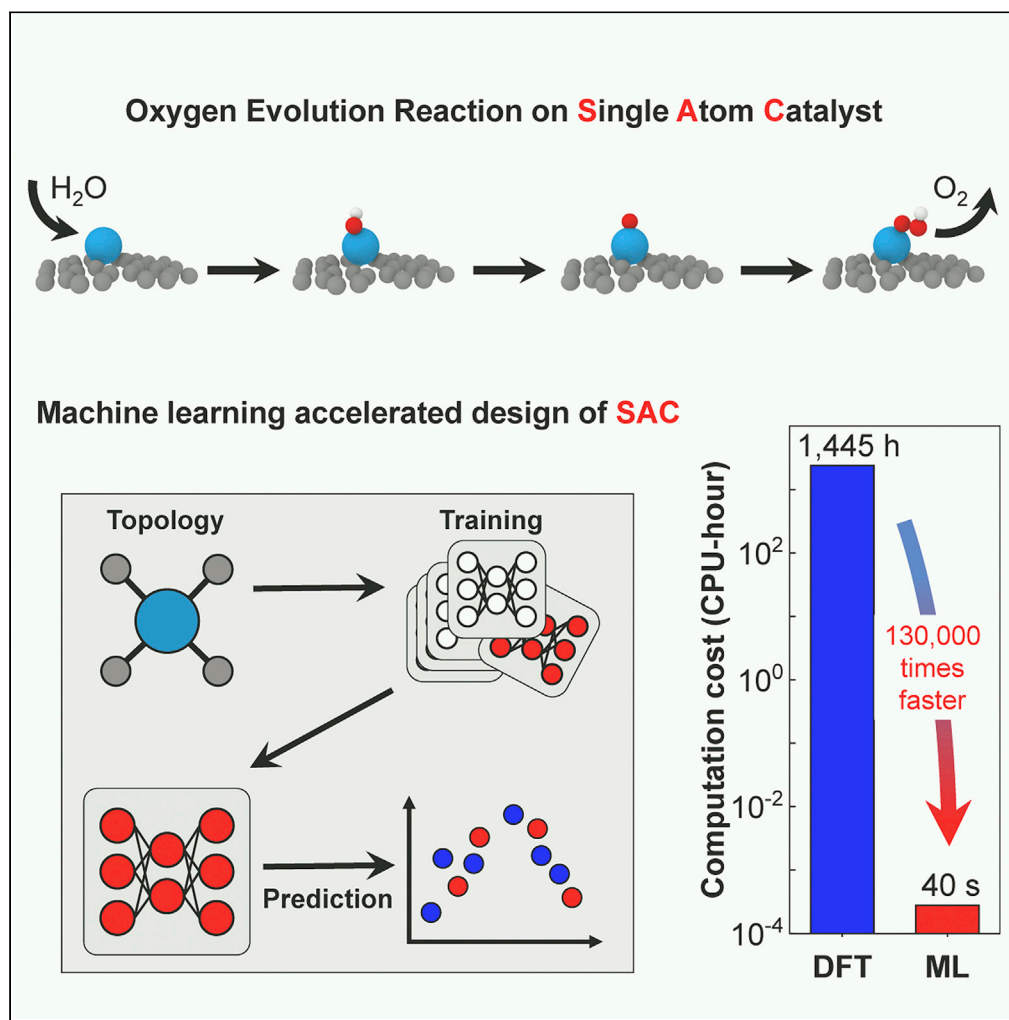 Oxygen Evolution Reaction on Single Atom Catalyst
H₂O
O₂
Machine learning accelerated design of SAC
Topology
Training
Prediction
Computation cost (CPU-hour)
1,445 h
10²
10⁰
10⁻²
10⁻⁴
130,000
times
faster
40 s
DFT
ML